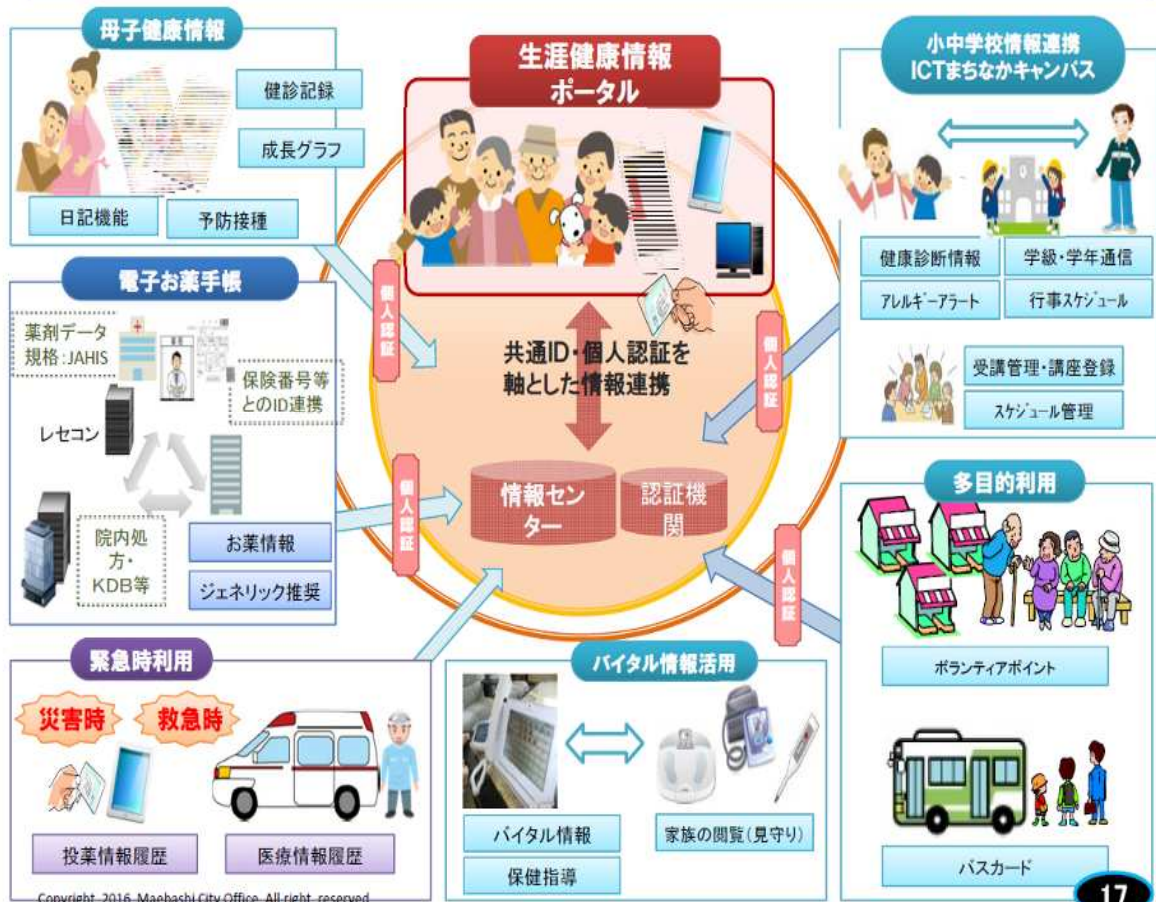 母子健康情報
健診記録
成長グラフ
日記機能
予防接種
生涯健康情報
ポータル
小中学校情報連携
ICTまちなかキャンパス
健康診断情報
学級・学年通信
アレルギーアラート
行事スケジュール
受講管理・講座登録
スケジュール管理
電子お薬手帳
薬剤データ
規格:JAHIS
保険番号等
とのID連携
レセコン
院内処
方・
KDB等
お薬情報
ジェネリック推奨
個人認証
個人認証
個人認証
個人認証
共通ID・個人認証を
軸とした情報連携
情報セン
ター
認証機
関
多目的利用
ボランティアポイント
バスカード
緊急時利用
災害時
救急時
投薬情報履歴
医療情報履歴
バイタル情報活用
バイタル情報
保健指導
家族の閲覧(見守り)
Copyright 2016 Maebashi City Office. All right reserved
17